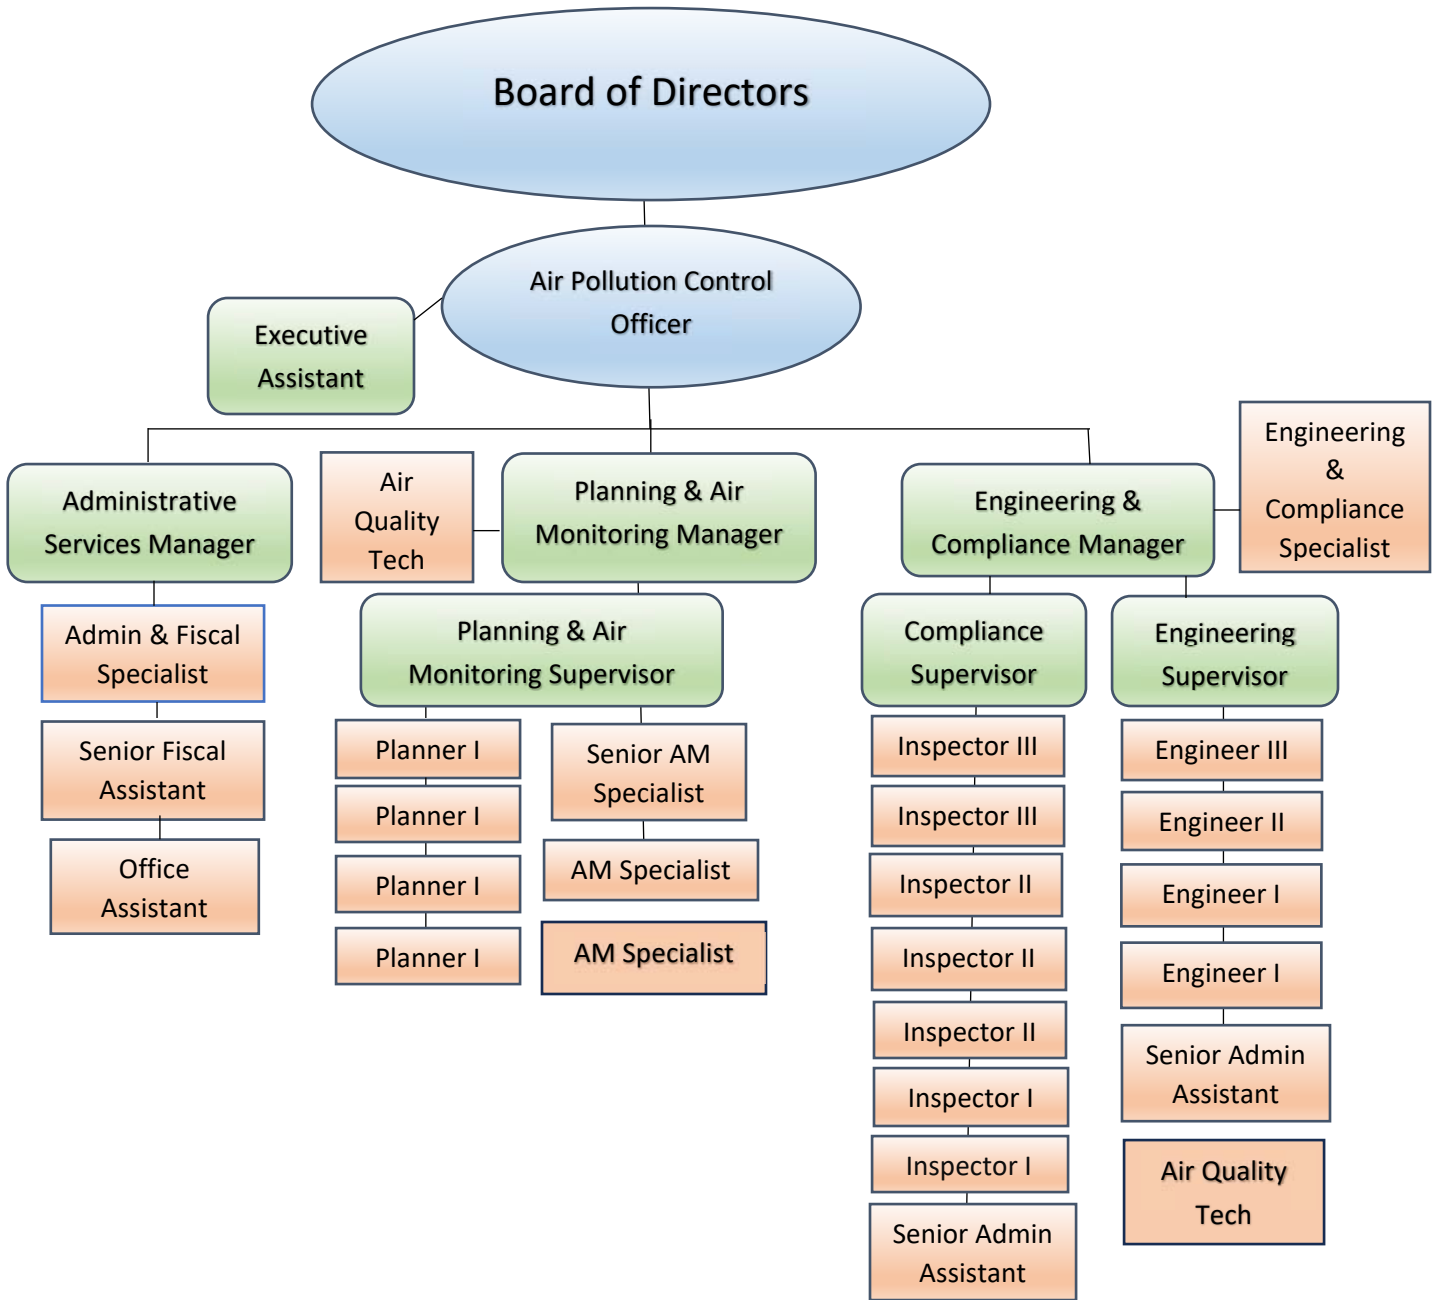 Board of Directors
Air Pollution Control
Officer
Executive
Assistant
Administrative
Services Manager
Admin & Fiscal
Specialist
Senior Fiscal
Assistant
Office
Assistant
Air
Quality
Tech
Planning & Air
Monitoring Manager
Planning & Air
Monitoring Supervisor
Planner I
Planner I
Planner I
Planner I
Senior AM
Specialist
AM Specialist
AM Specialist
Engineering &
Compliance Manager
Engineering
&
Compliance
Specialist
Compliance
Supervisor
Inspector III
Inspector III
Inspector II
Inspector II
Inspector II
Inspector I
Inspector I
Senior Admin
Assistant
Engineering
Supervisor
Engineer III
Engineer II
Engineer I
Engineer I
Senior Admin
Assistant
Air Quality
Tech